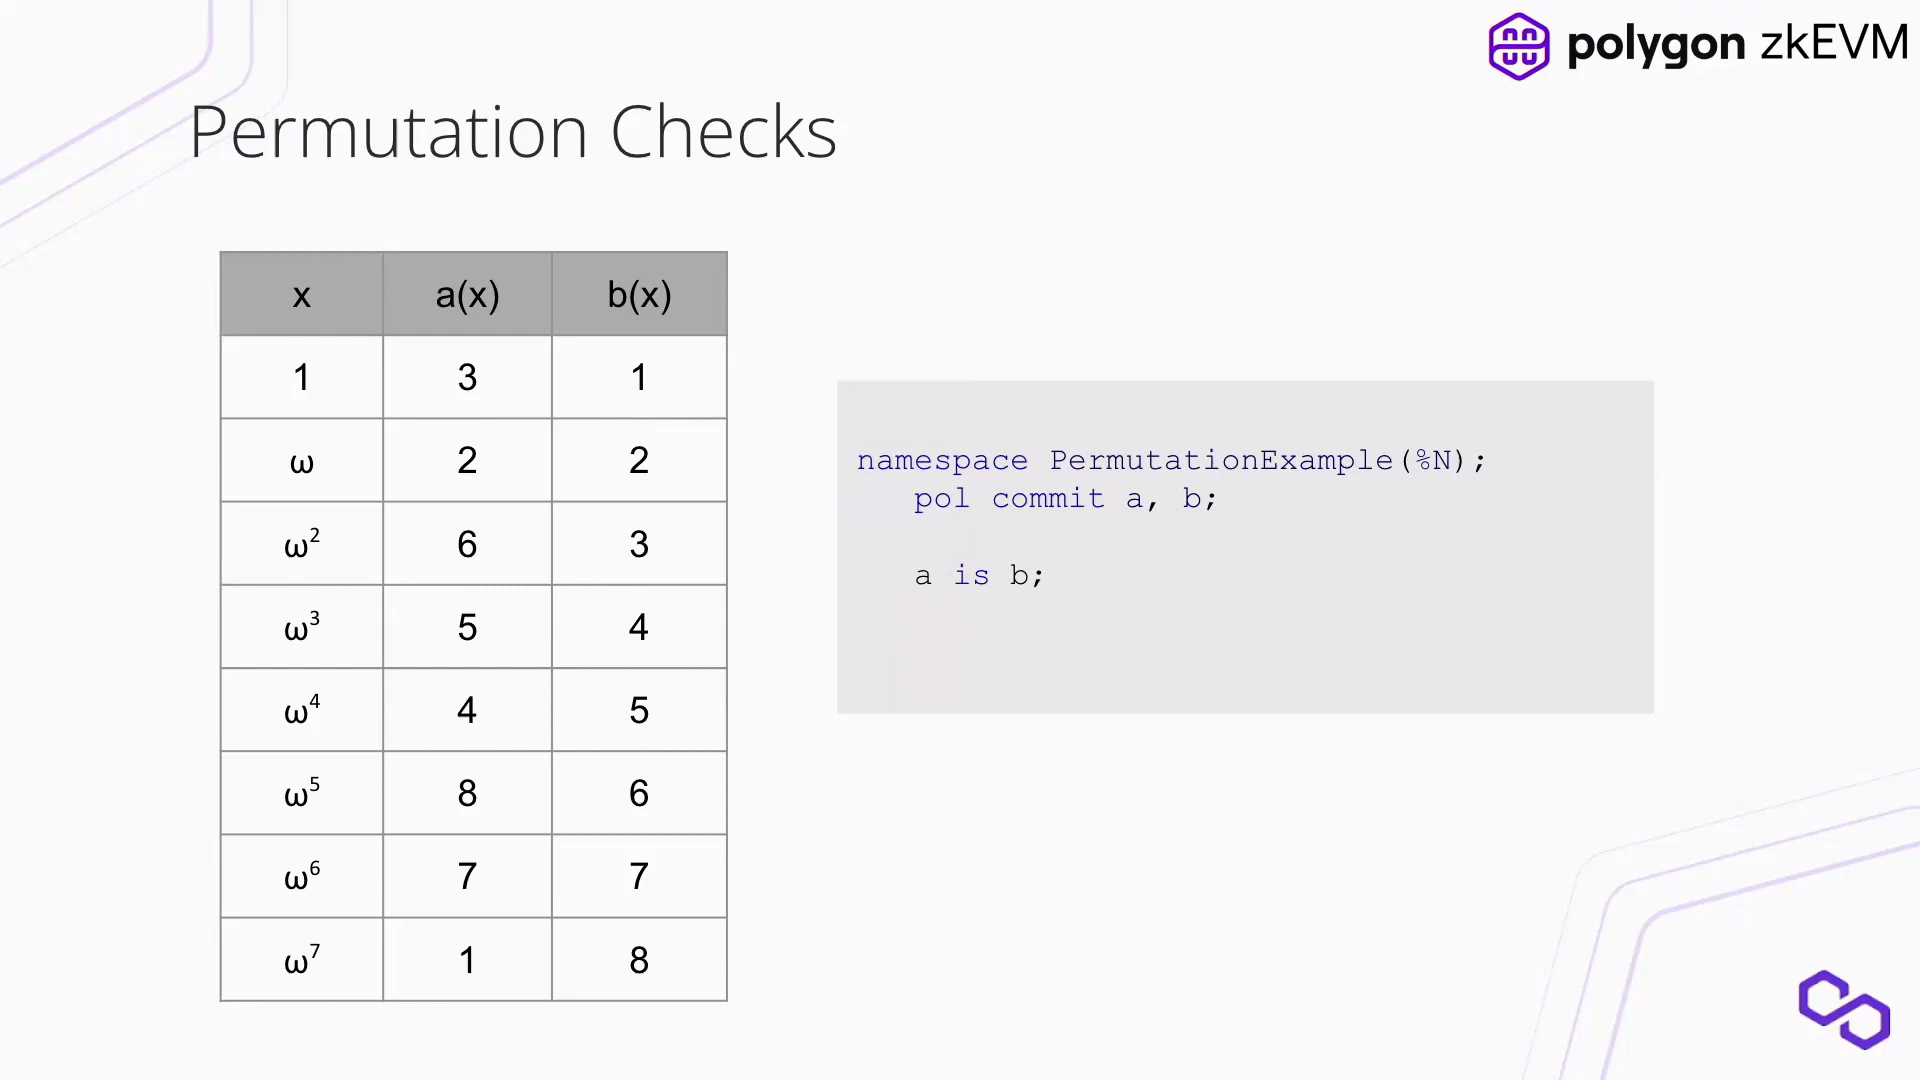 polygon zkEVM
Permutation Checks
x a(x) b(x)
1 3 1
ω 2 2
ω² 6 3
ω³ 5 4
ω⁴ 4 5
ω⁵ 8 6
ω⁶ 7 7
ω⁷ 1 8
namespace PermutationExample(%N);
pol commit a, b;
a is b;